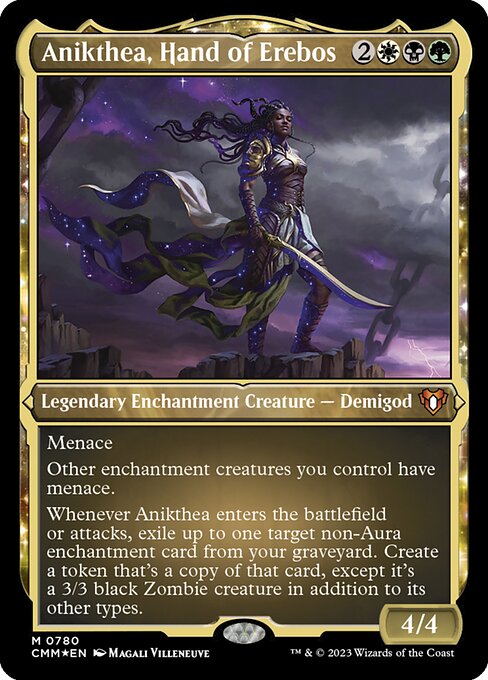 Anikthea, Hand of Erebos 2
Legendary Enchantment Creature — Demigod
Menace
Other enchantment creatures you control have
menace.
Whenever Anikthea enters the battlefield
or attacks, exile up to one target non-Aura
enchantment card from your graveyard. Create
a token that's a copy of that card, except it's
a 3/3 black Zombie creature in addition to its
other types.
4/4
M 0780
CMM★EN Magali Villeneuve
™ & © 2023 Wizards of the Coast